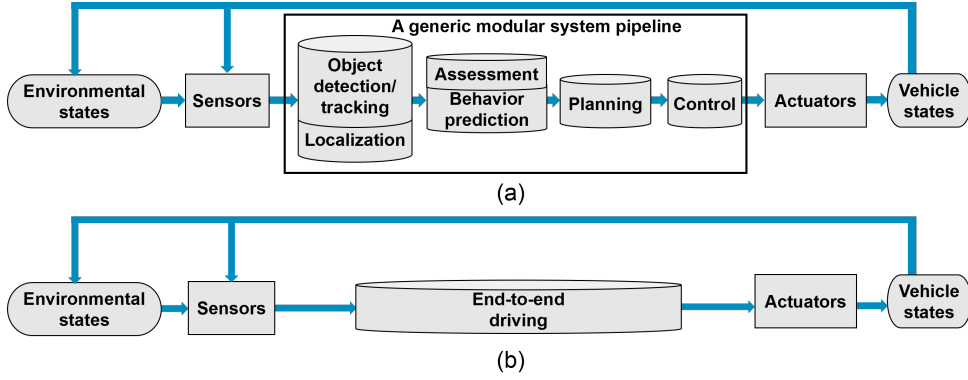 A generic modular system pipeline
Environmental
states
Sensors
Object
detection/
tracking
Localization
Assessment
Behavior
prediction
Planning
Control
Actuators
Vehicle
states
(a)
Environmental
states
Sensors
End-to-end
driving
Actuators
Vehicle
states
(b)